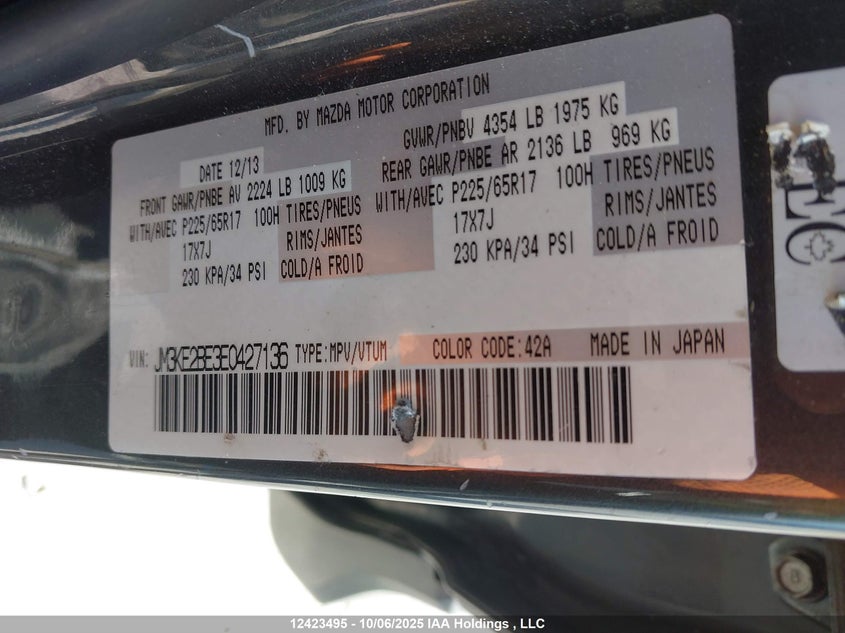 MFD. BY MAZDA MOTOR CORPORATION
DATE 12/13
GVWR/PNBV 4354 LB 1975 KG
FRONT GAWR/PNBE AV 2224 LB 1009 KG
REAR GAWR/PNBE AR 2136 LB 969 KG
WITH/AVEC P225/65R17 100H TIRES/PNEUS
WITH/AVEC P225/65R17 100H TIRES/PNEUS
17X7J RIMS/JANTES
17X7J RIMS/JANTES
230 KPA/34 PSI COLD/A FROID
230 KPA/34 PSI COLD/A FROID
VIN: JM3KE2BE3E0427136 TYPE:MPV/VTUM COLOR CODE:42A MADE IN JAPAN
EC
12423495 - 10/06/2025 IAA Holdings , LLC